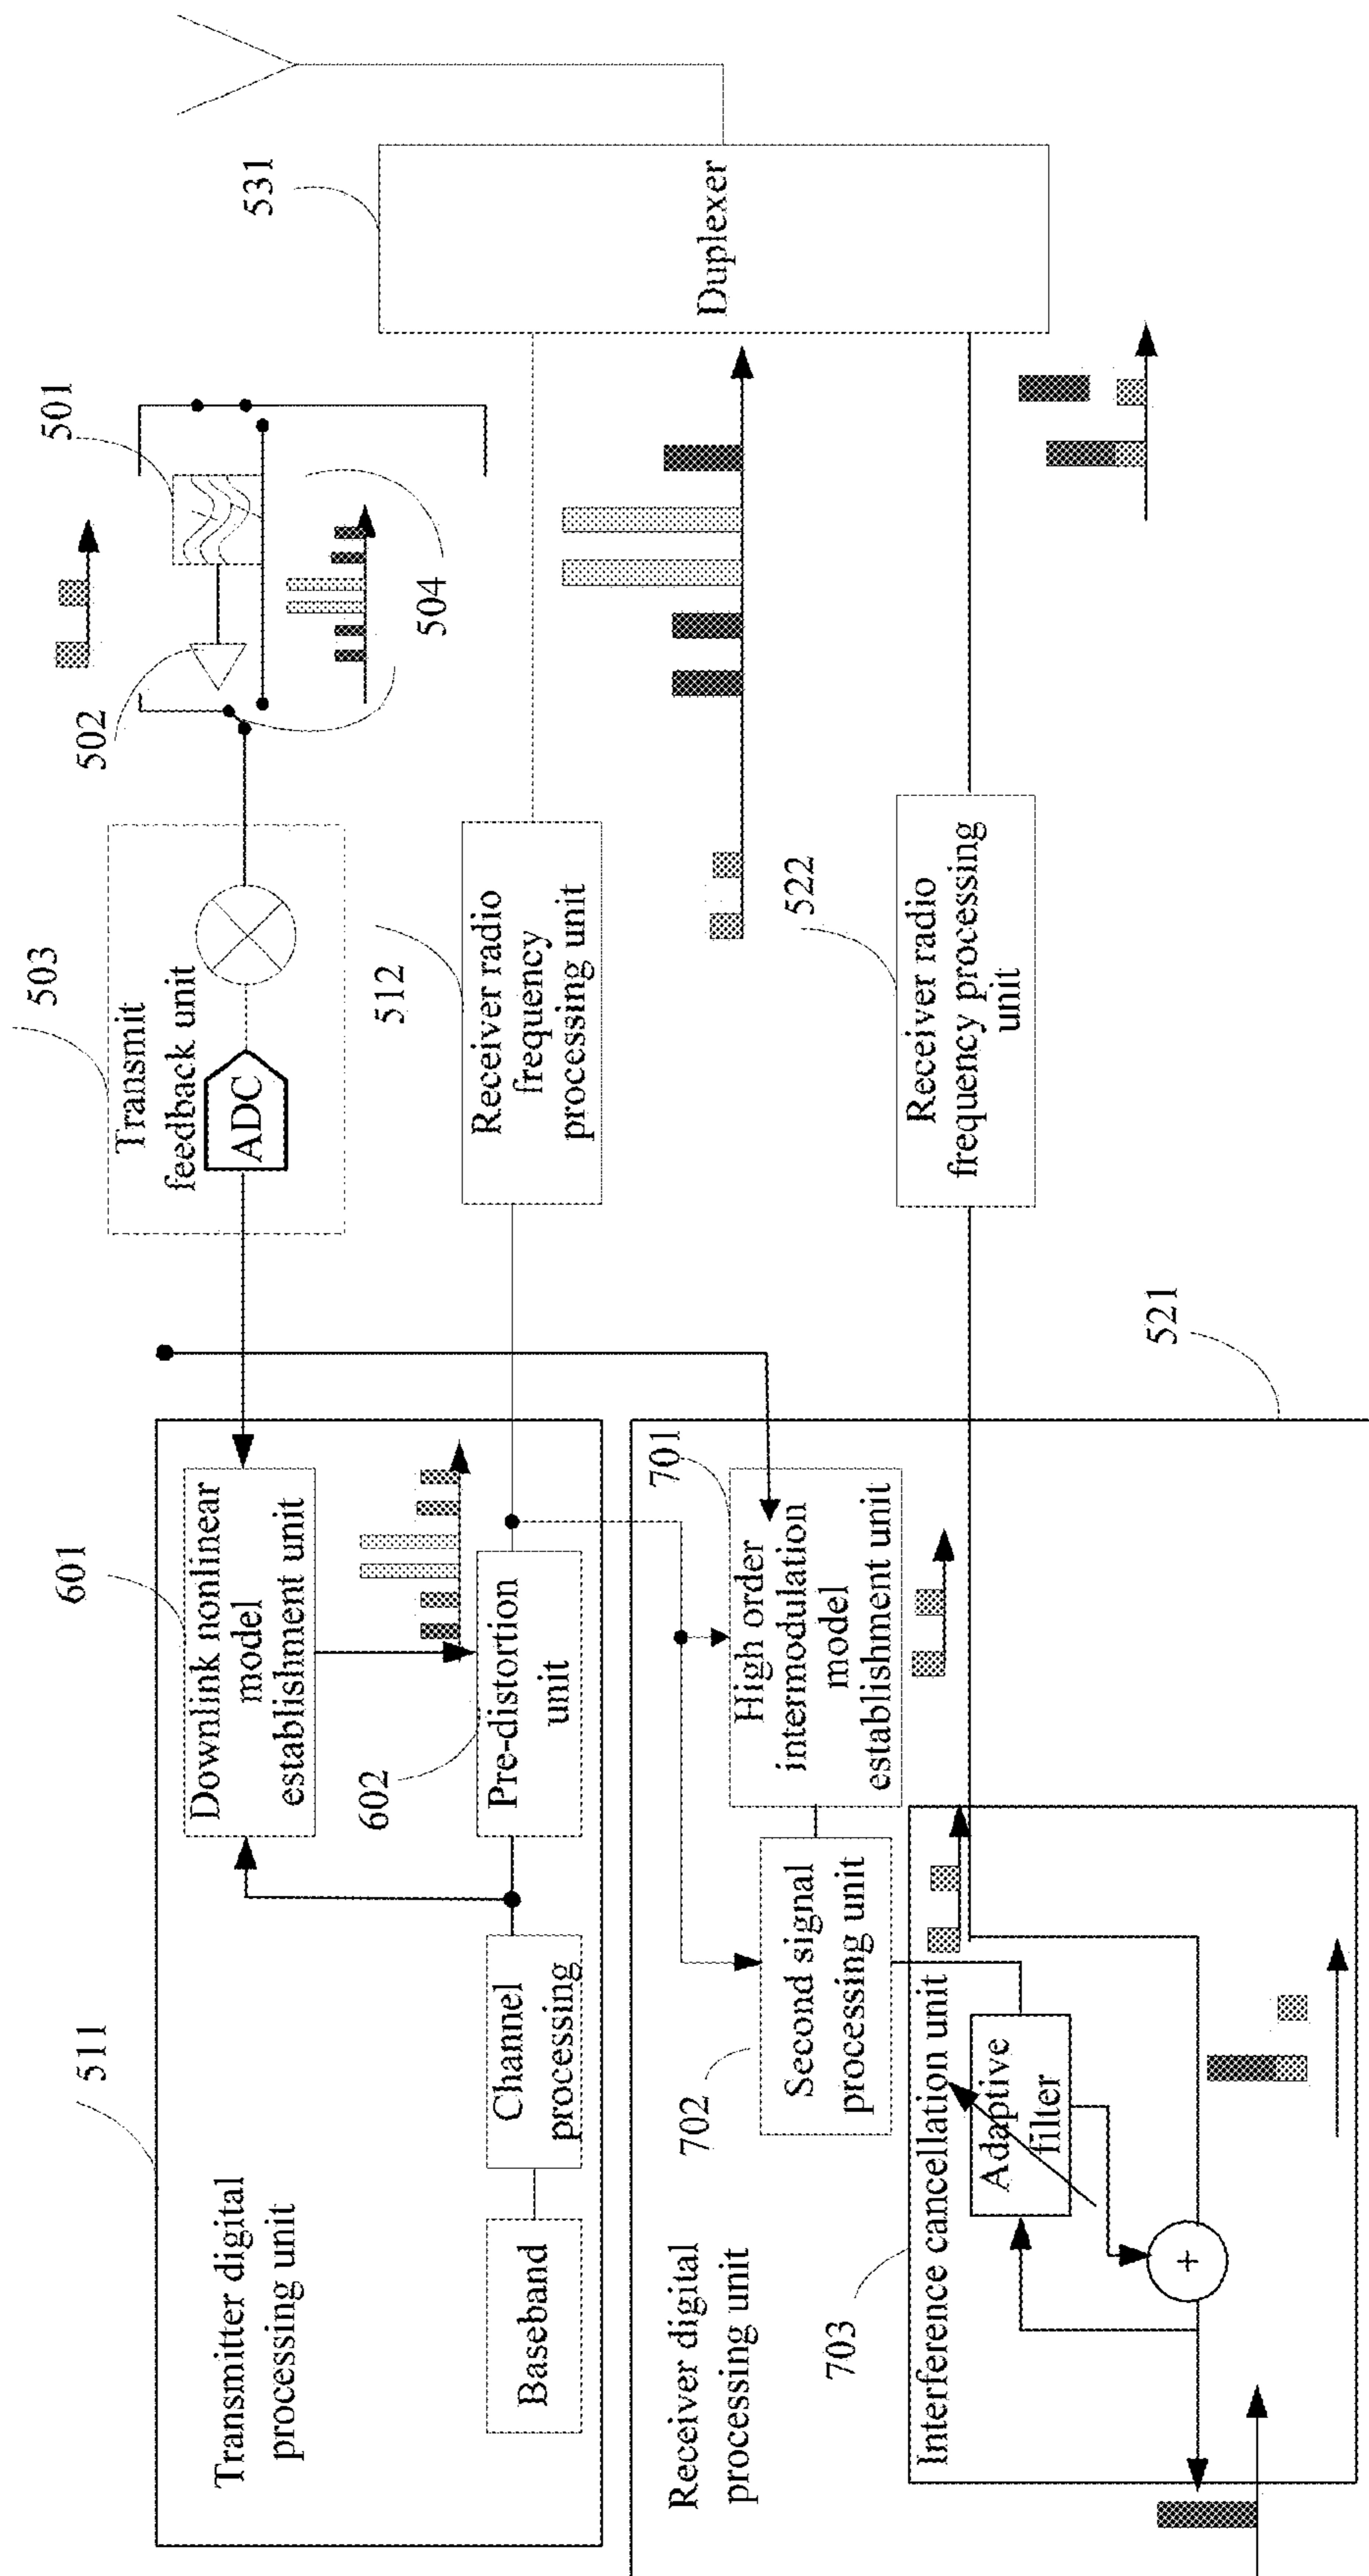 511
Transmitter digital
processing unit
Baseband
Channel
processing
601
Downlink nonlinear
model
establishment unit
602
Pre-distortion
unit
503
Transmit
feedback unit
ADC
502
501
504
512
Receiver radio
frequency
processing unit
531
Duplexer
522
Receiver radio
frequency processing
unit
521
Receiver digital
processing unit
701
High order
intermodulation
model
establishment unit
702
Second signal
processing unit
703
Interference cancellation unit
Adaptive
filter
+